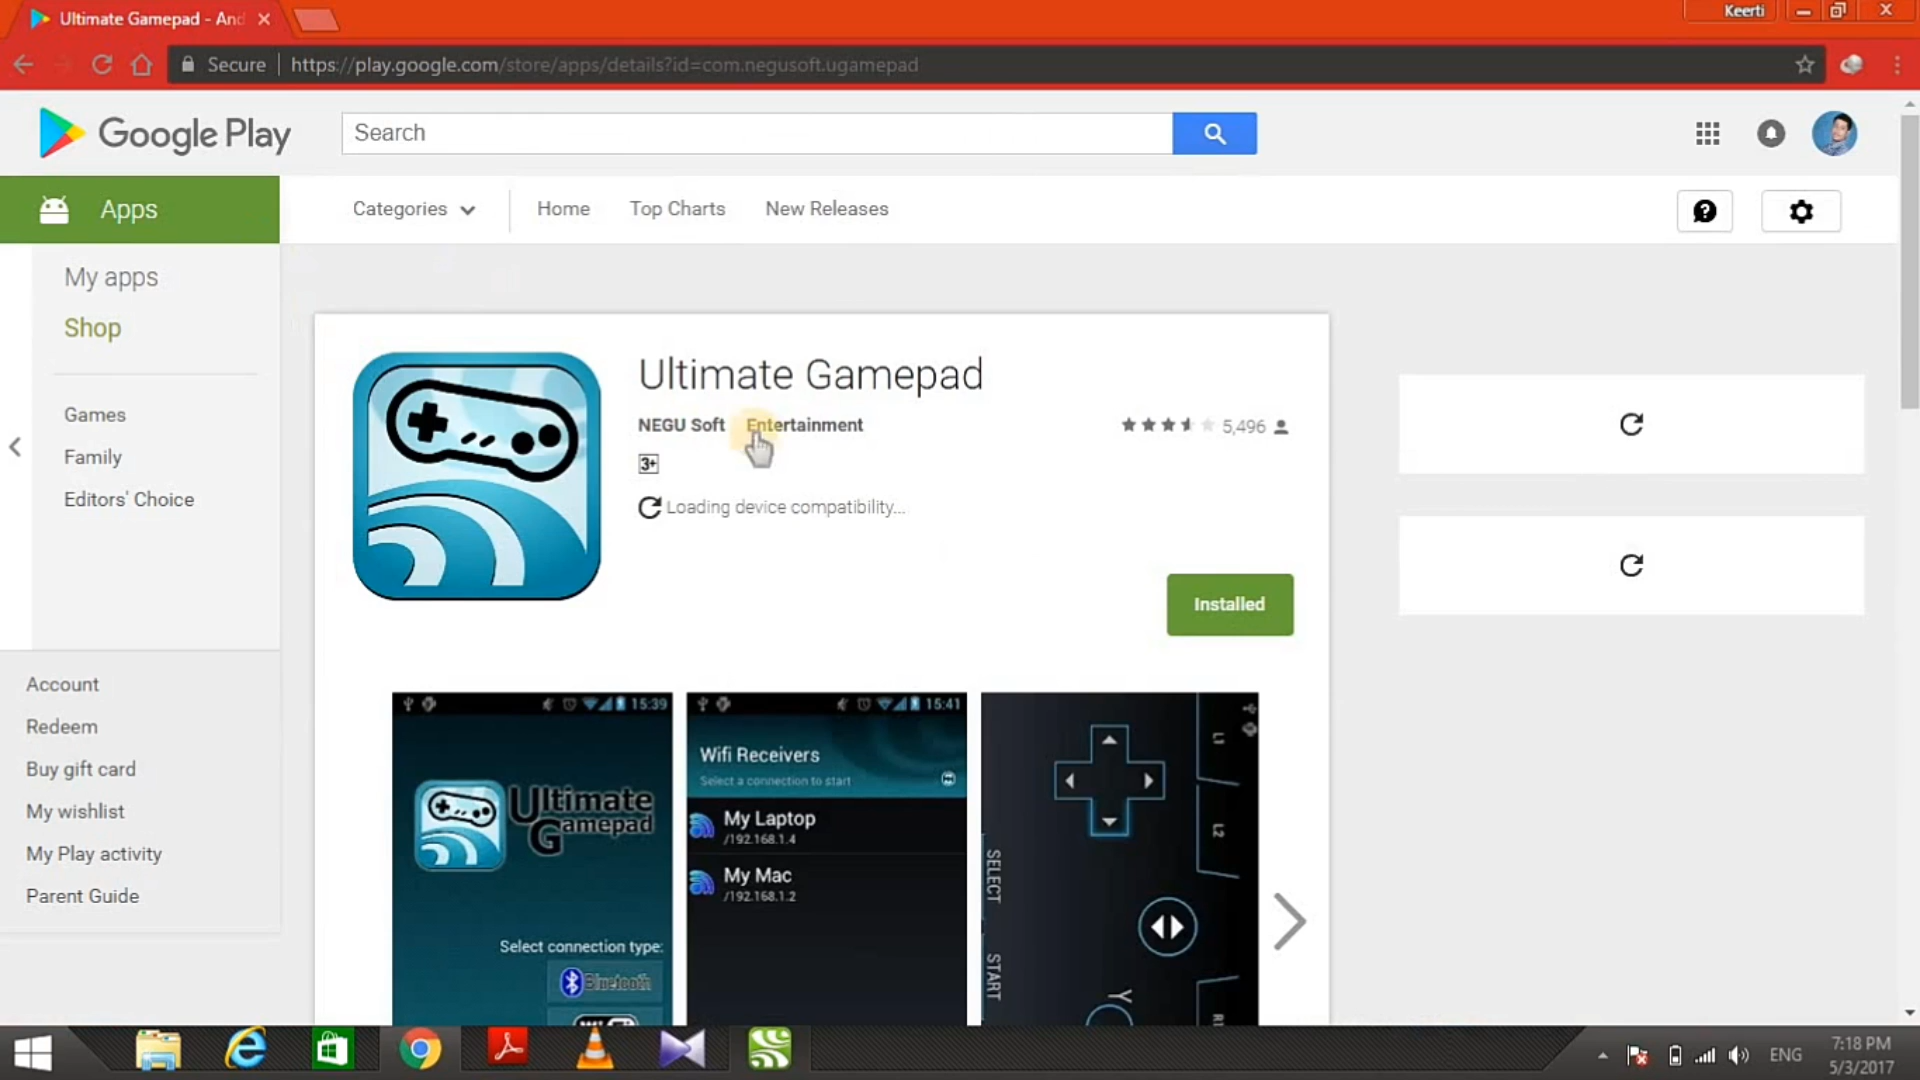 Ultimate Gamepad - And
Keerti
Secure
https://play.google.com/store/apps/details?id=com.negusoft.ugamepad
Google Play
Search
Apps
Categories
Home
Top Charts
New Releases
My apps
Shop
Games
Family
Editors' Choice
Account
Redeem
Buy gift card
My wishlist
My Play activity
Parent Guide
Ultimate Gamepad
NEGU Soft
Entertainment
5,496
3+
Loading device compatibility...
Installed
15:39
Ultimate
Gamepad
Select connection type:
Bluetooth
15:41
Wifi Receivers
Select a connection to start
My Laptop
/192.168.1.4
My Mac
/192.168.1.2
L1
L2
SELECT
START
Y
R1
ENG
7:18 PM
5/3/2017